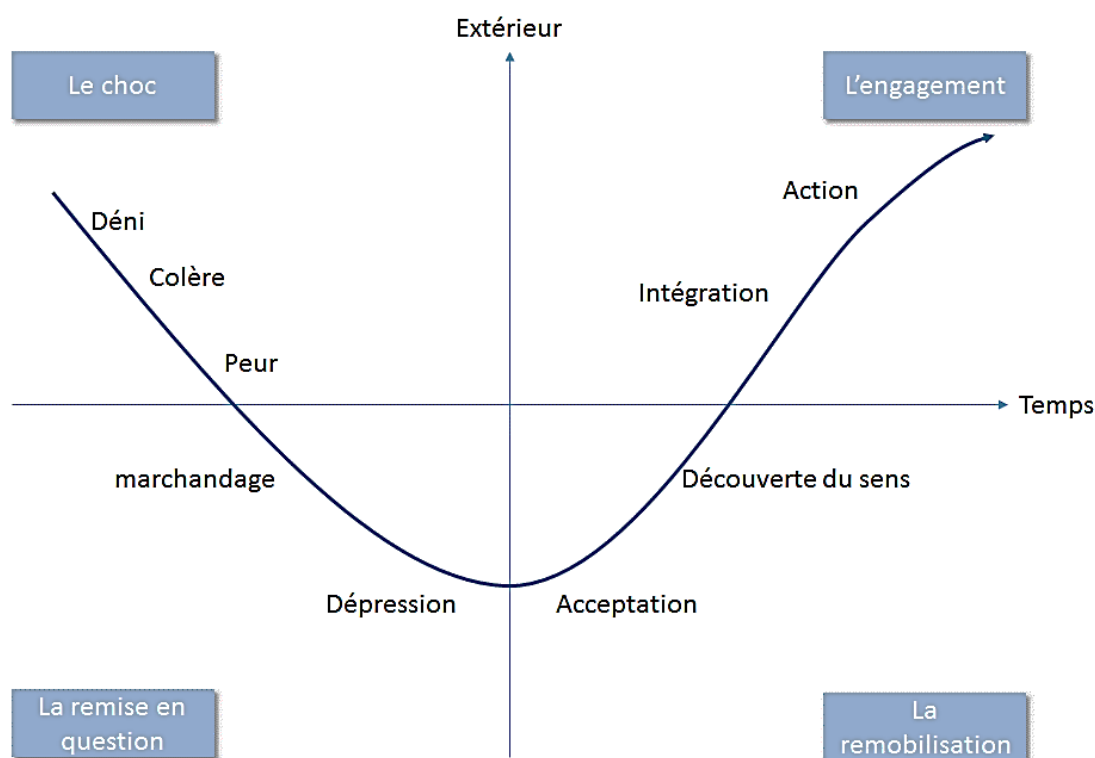 Extérieur
Le choc
L'engagement
Action
Déni
Colère
Intégration
Peur
Temps
marchandage
Découverte du sens
Dépression
Acceptation
La remise en
question
La
remobilisation